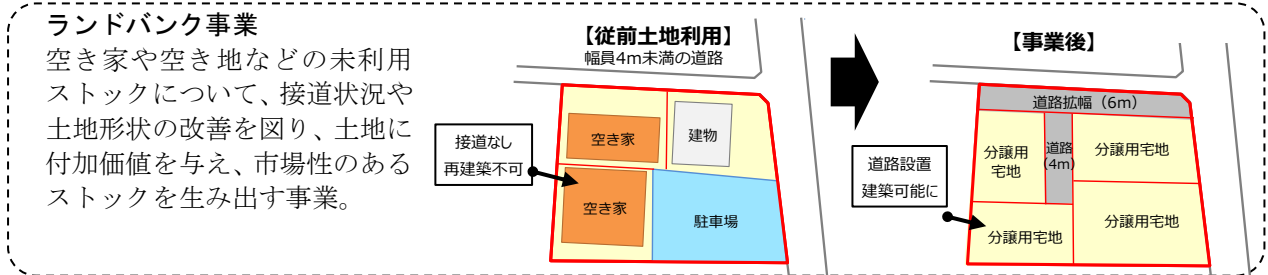 ランドバンク事業
空き家や空き地などの未利用
ストックについて、接道状況や
土地形状の改善を図り、土地に
付加価値を与え、市場性のある
ストックを生み出す事業。
【従前土地利用】
幅員4m未満の道路
接道なし
再建築不可
空き家
建物
空き家
駐車場
【事業後】
道路拡幅（6m）
分譲用
宅地
道路
(4m)
分譲用宅地
道路設置
建築可能に
分譲用宅地
分譲用宅地